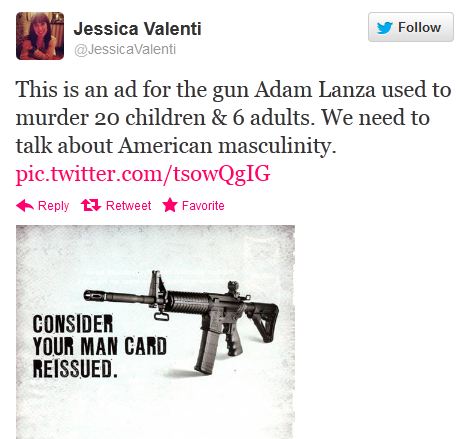 Jessica Valenti
@JessicaValenti
Follow
This is an ad for the gun Adam Lanza used to
murder 20 children & 6 adults. We need to
talk about American masculinity.
pic.twitter.com/tsowQgIG
Reply Retweet Favorite
CONSIDER
YOUR MAN CARD
REISSUED.